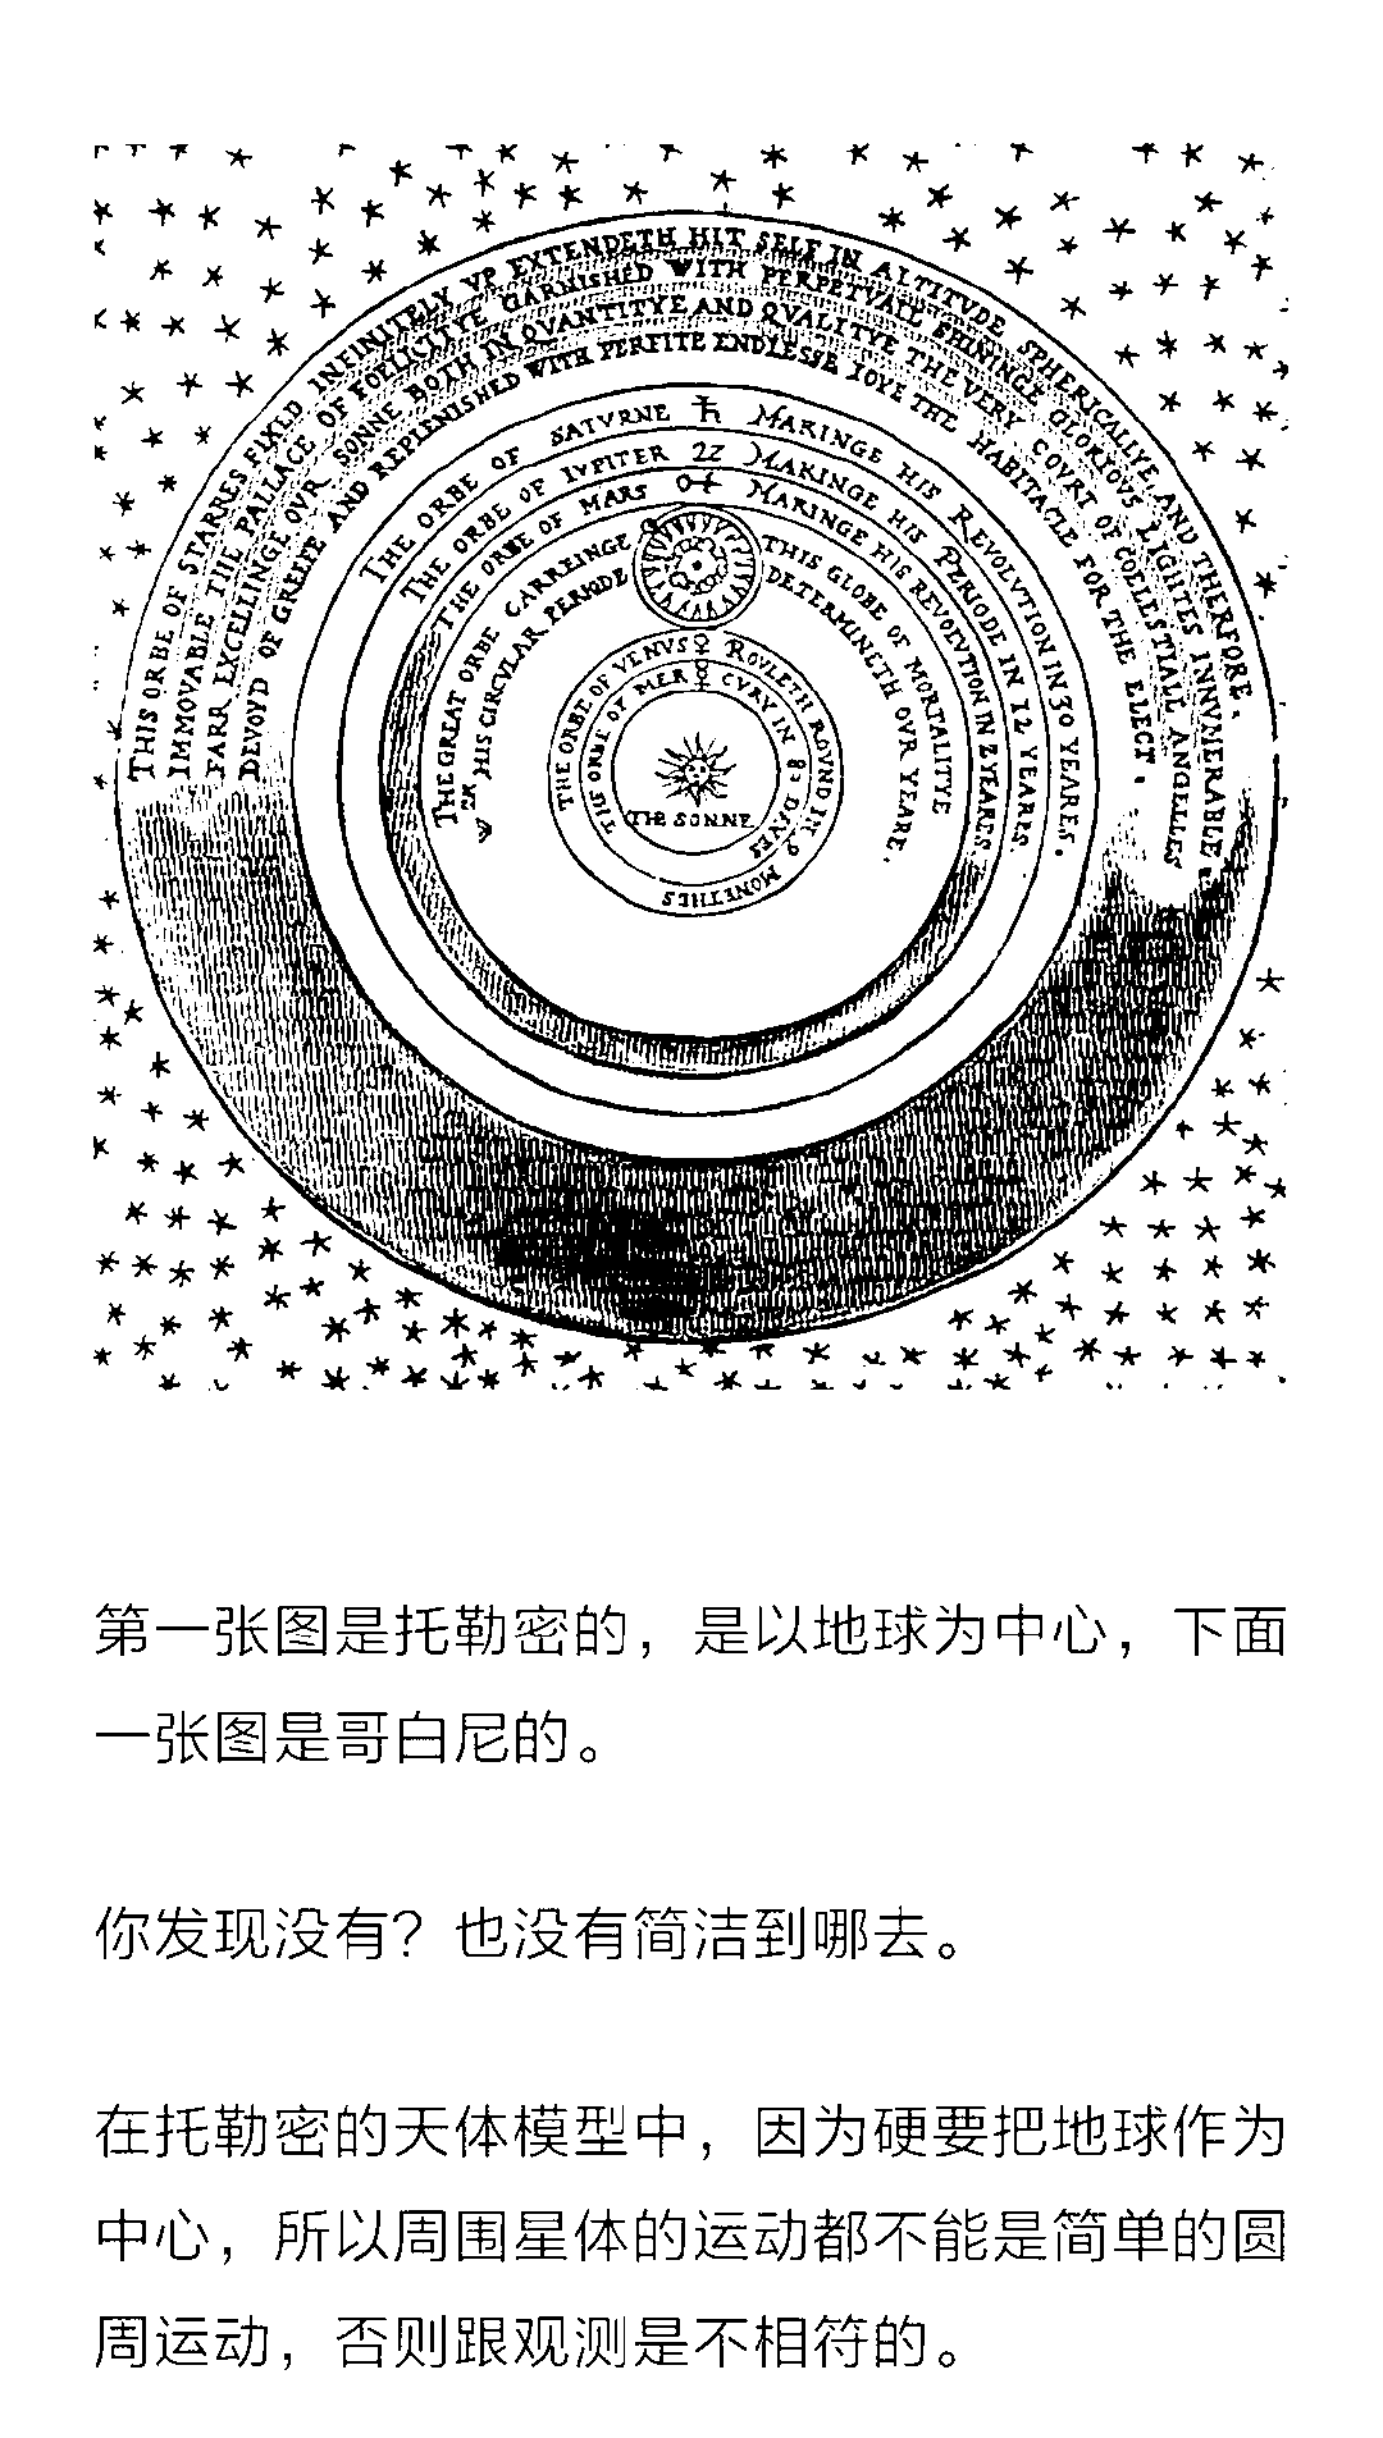 THIS ORBE OF STARRES FIXED INFINITELY VP EXTENDETH HIT SELF IN ALTITVDE SPHERICALLYE, AND THERFORE
IMMOVABLE THE PALLACE OF FOELICITYE GARNISHED WITH PERPETVALL SHININGE GLORIOVS LIGHTES INNVMERABLE.
FARR EXCELLINGE OVR SONNE BOTH IN QVANTITYE AND QVALITYE THE VERY COVRT OF COELESTIALL ANGELLES
DEVOYD OF GREEFE AND REPLENISHED WITH PERFITE ENDLESSE IOYE THE HABITACLE FOR THE ELECT.
THE ORBE OF SATVRNE ♄ MAKINGE HIS REVOLVTION IN 30 YEARES.
THE ORBE OF IVPITER ♃ MAKINGE HIS PERIODE IN 12 YEARES.
THE ORBE OF MARS ♂ MAKINGE HIS REVOLVTION IN 2 YEARES.
THE GREAT ORBE CARREINGE THIS GLOBE OF MORTALITYE
HIS CIRCVLAR PERIODE DETERMINETH OVR YEARE.
THE ORBE OF VENVS ♀ ROVLETH ROVND IN 9 MONETHES
THE ORBE OF MERCVRY IN 8 DAYES
THE SONNE
第一张图是托勒密的，是以地球为中心，下面
一张图是哥白尼的。
你发现没有？也没有简洁到哪去。
在托勒密的天体模型中，因为硬要把地球作为
中心，所以周围星体的运动都不能是简单的圆
周运动，否则跟观测是不相符的。